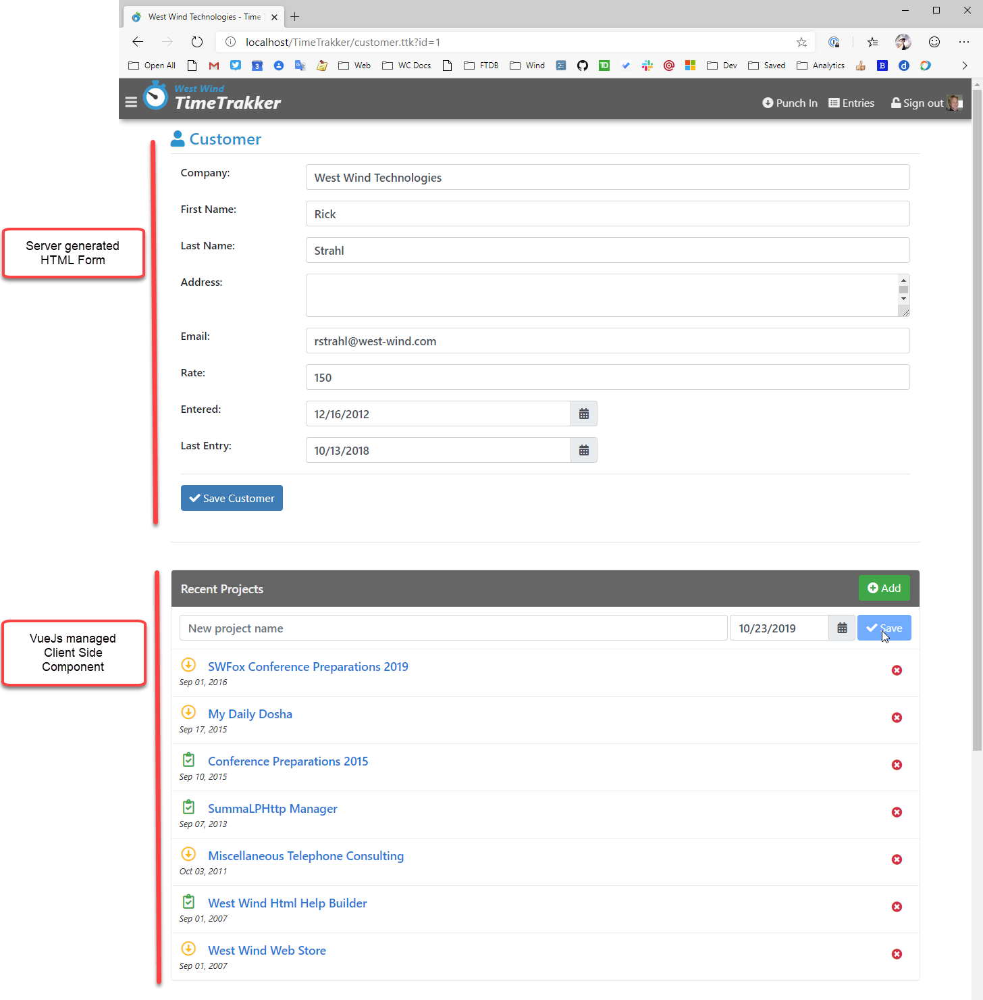 West Wind Technologies - Time
localhost/TimeTrakker/customer.ttk?id=1
Open All Web WC Docs FTDB Wind Dev Saved Analytics
West Wind
TimeTrakker
Punch In Entries Sign out
Customer
Company: West Wind Technologies
First Name: Rick
Last Name: Strahl
Server generated
HTML Form
Address:
Email: rstrahl@west-wind.com
Rate: 150
Entered: 12/16/2012
Last Entry: 10/13/2018
Save Customer
Recent Projects Add
New project name 10/23/2019 Save
VueJs managed
Client Side
Component
SWFox Conference Preparations 2019
Sep 01, 2016
My Daily Dosha
Sep 17, 2015
Conference Preparations 2015
Sep 10, 2015
SummaLPHttp Manager
Sep 07, 2013
Miscellaneous Telephone Consulting
Oct 03, 2011
West Wind Html Help Builder
Sep 01, 2007
West Wind Web Store
Sep 01, 2007